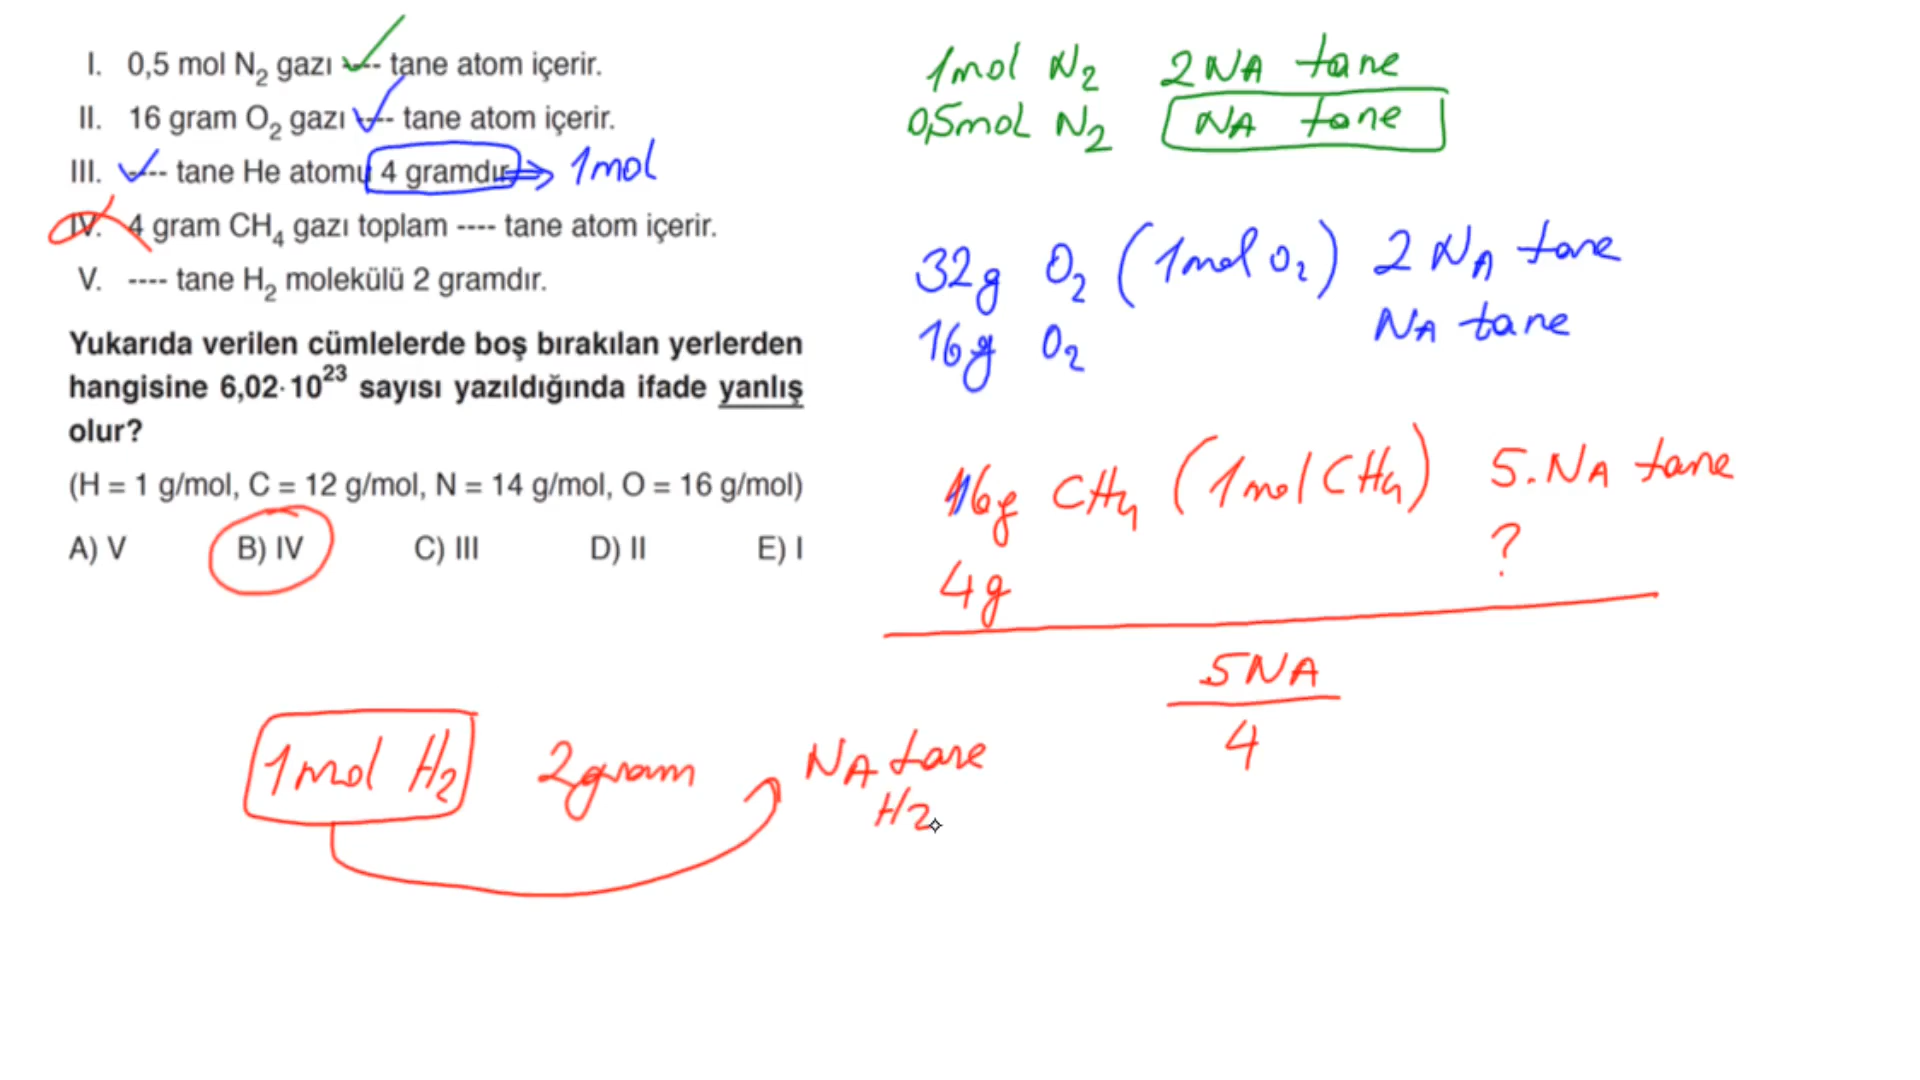 I. 0,5 mol N₂ gazı ---- tane atom içerir.
II. 16 gram O₂ gazı ---- tane atom içerir.
III. ---- tane He atomu 4 gramdır. ⇒ 1mol
IV. 4 gram CH₄ gazı toplam ---- tane atom içerir.
V. ---- tane H₂ molekülü 2 gramdır.
Yukarıda verilen cümlelerde boş bırakılan yerlerden
hangisine 6,02·10²³ sayısı yazıldığında ifade yanlış
olur?
(H = 1 g/mol, C = 12 g/mol, N = 14 g/mol, O = 16 g/mol)
A) V B) IV C) III D) II E) I
1mol N₂ 2NA tane
0,5mol N₂ NA tane
32g O₂ (1mol O₂) 2 NA tane
16g O₂ NA tane
16g CH₄ (1mol CH₄) 5.NA tane
4g ?
5NA
4
1mol H₂ 2gram NA tane
H₂